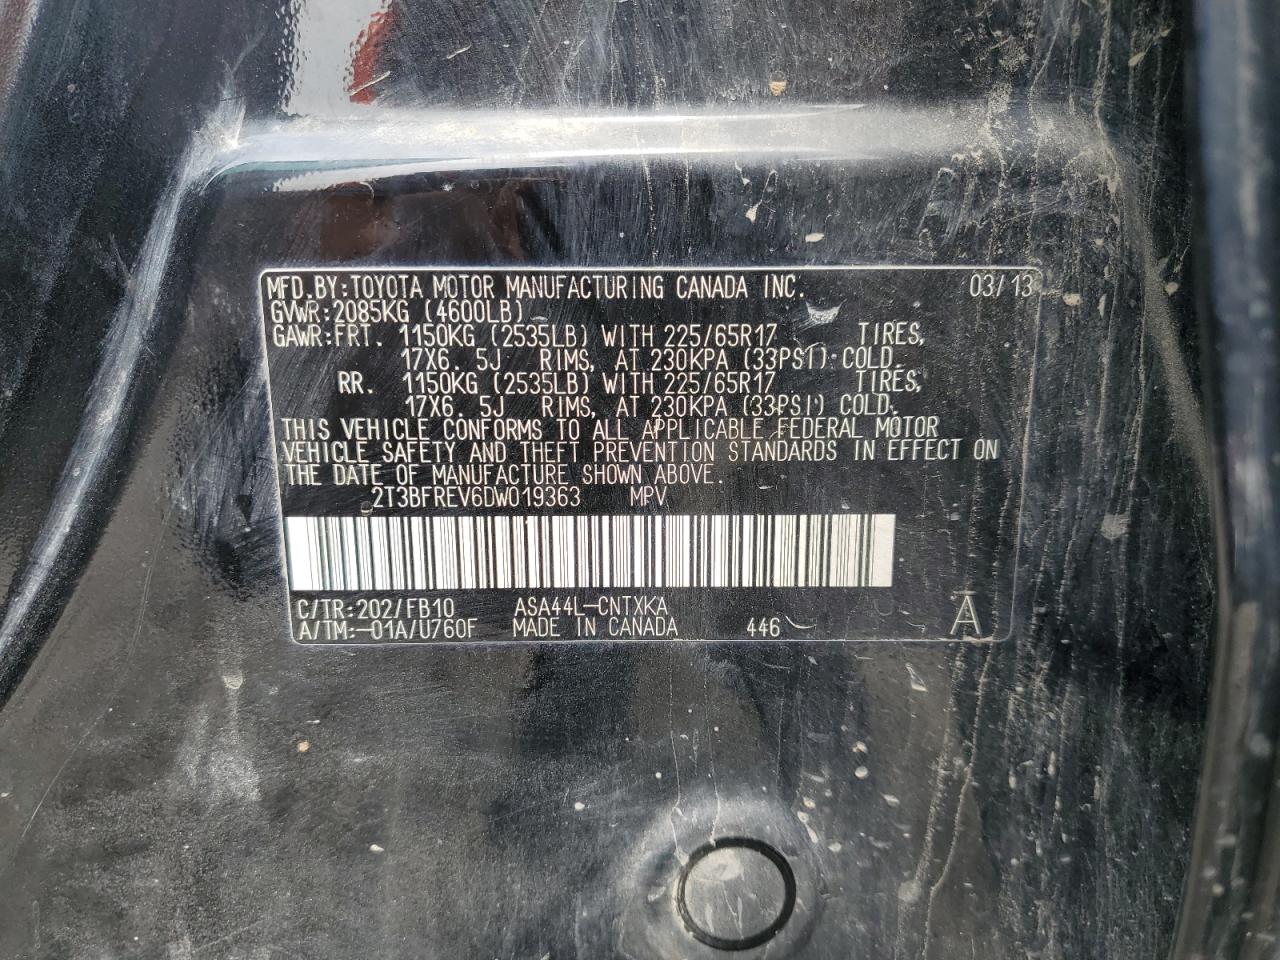 MFD.BY:TOYOTA MOTOR MANUFACTURING CANADA INC. 03/13
GVWR:2085KG (4600LB)
GAWR:FRT. 1150KG (2535LB) WITH 225/65R17 TIRES,
17X6.5J RIMS, AT 230KPA (33PSI) COLD.
RR. 1150KG (2535LB) WITH 225/65R17 TIRES,
17X6.5J RIMS, AT 230KPA (33PSI) COLD.
THIS VEHICLE CONFORMS TO ALL APPLICABLE FEDERAL MOTOR
VEHICLE SAFETY AND THEFT PREVENTION STANDARDS IN EFFECT ON
THE DATE OF MANUFACTURE SHOWN ABOVE.
2T3BFREV6DW019363 MPV
C/TR:202/FB10 ASA44L-CNTXKA
A/TM:-01A/U760F MADE IN CANADA 446 A